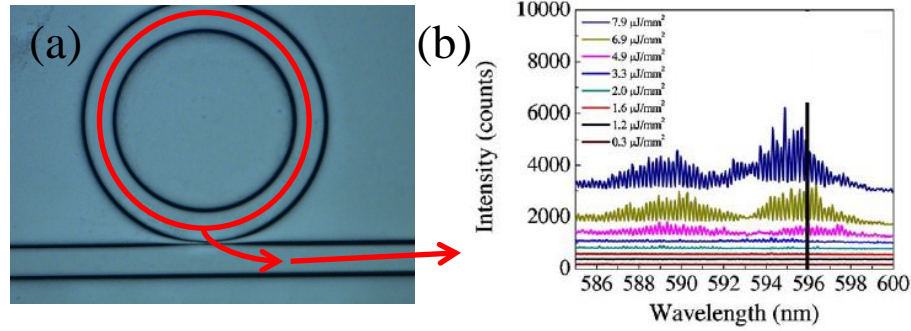 (a)
(b)
10000
8000
6000
4000
2000
0
Intensity (counts)
7.9 μJ/mm²
6.9 μJ/mm²
4.9 μJ/mm²
3.3 μJ/mm²
2.0 μJ/mm²
1.6 μJ/mm²
1.2 μJ/mm²
0.3 μJ/mm²
586 588 590 592 594 596 598 600
Wavelength (nm)